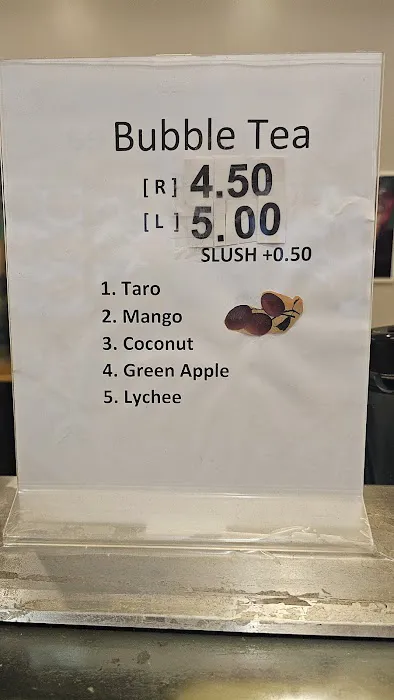 Bubble Tea
[R] 4.50
[L] 5.00
SLUSH +0.50
1. Taro
2. Mango
3. Coconut
4. Green Apple
5. Lychee